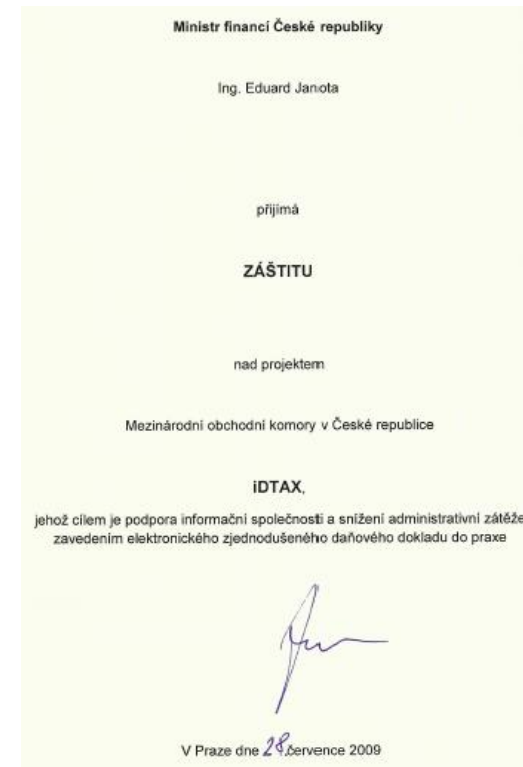 Ministr financí České republiky
Ing. Eduard Janota
přijímá
ZÁŠTITU
nad projektem
Mezinárodní obchodní komory v České republice
iDTAX,
jehož cílem je podpora informační společnosti a snížení administrativní zátěže
zavedením elektronického zjednodušeného daňového dokladu do praxe
V Praze dne 28. července 2009